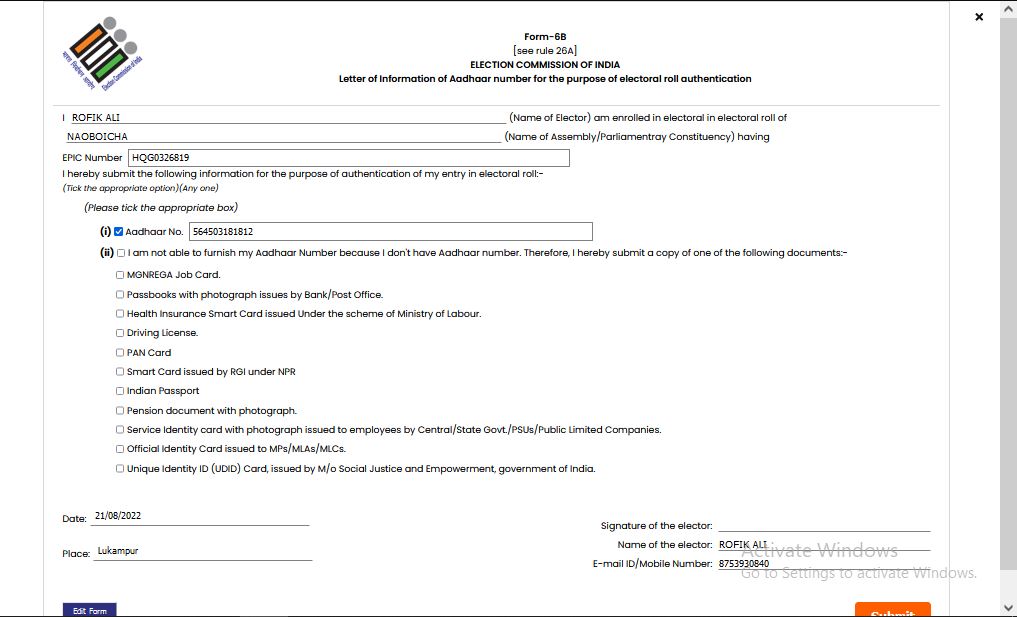 ×
भारत निर्वाचन आयोग
Election Commission of India
Form-6B
[see rule 26A]
ELECTION COMMISSION OF INDIA
Letter of Information of Aadhaar number for the purpose of electoral roll authentication
I ROFIK ALI (Name of Elector) am enrolled in electoral in electoral roll of
NAOBOICHA (Name of Assembly/Parliamentray Constituency) having
EPIC Number HQG0326819
I hereby submit the following information for the purpose of authentication of my entry in electoral roll:-
(Tick the appropriate option)(Any one)
(Please tick the appropriate box)
(i) Aadhaar No. 564503181812
(ii) I am not able to furnish my Aadhaar Number because I don't have Aadhaar number. Therefore, I hereby submit a copy of one of the following documents:-
MGNREGA Job Card.
Passbooks with photograph issues by Bank/Post Office.
Health Insurance Smart Card issued Under the scheme of Ministry of Labour.
Driving License.
PAN Card
Smart Card issued by RGI under NPR
Indian Passport
Pension document with photograph.
Service Identity card with photograph issued to employees by Central/State Govt./PSUs/Public Limited Companies.
Official Identity Card issued to MPs/MLAs/MLCs.
Unique Identity ID (UDID) Card, issued by M/o Social Justice and Empowerment, government of India.
Date: 21/08/2022
Signature of the elector:
Name of the elector: ROFIK ALI
Place: Lukampur
E-mail ID/Mobile Number: 8753930840
Activate Windows
Go to Settings to activate Windows.
Edit Form
Submit